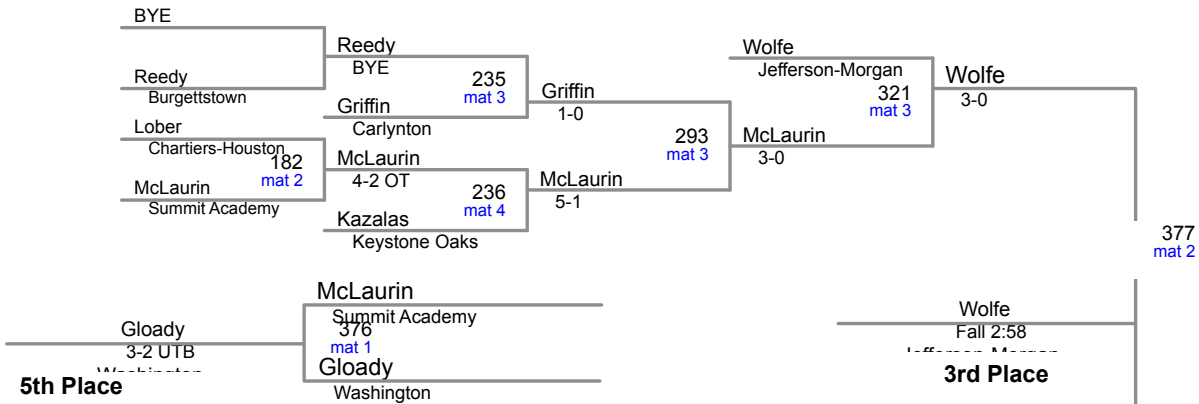 BYE
Reedy
Burgettstown
Reedy
BYE
235
mat 3
Griffin
Carlynton
Lober
Chartiers-Houston
182
mat 2
McLaurin
Summit Academy
McLaurin
4-2 OT
236
mat 4
Kazalas
Keystone Oaks
Griffin
1-0
293
mat 3
McLaurin
5-1
Wolfe
Jefferson-Morgan
321
mat 3
McLaurin
3-0
Wolfe
3-0
377
mat 2
McLaurin
Summit Academy
376
mat 1
Gloady
Washington
Gloady
3-2 UTB
5th Place
Wolfe
Fall 2:58
3rd Place